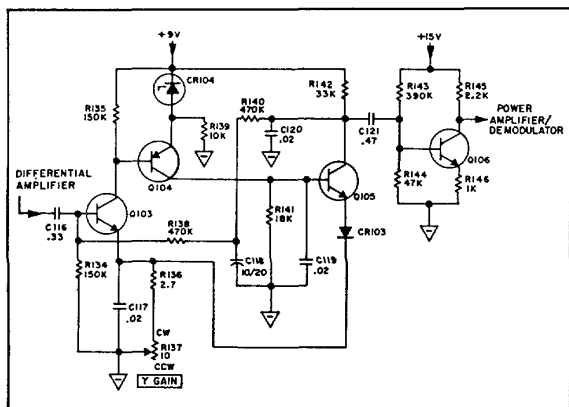 +9V
+15V
CR104
R135
150K
R139
10K
R140
470K
R142
33K
C120
.02
C121
.47
R143
390K
R145
2.2K
POWER
AMPLIFIER/
DEMODULATOR
Q104
Q105
Q106
R144
47K
R146
1K
DIFFERENTIAL
AMPLIFIER
Q103
C116
.33
R138
470K
R141
18K
CR103
R134
150K
R136
2.7
C118
10/20
C119
.02
C117
.02
CW
R137
10
CCW
Y GAIN